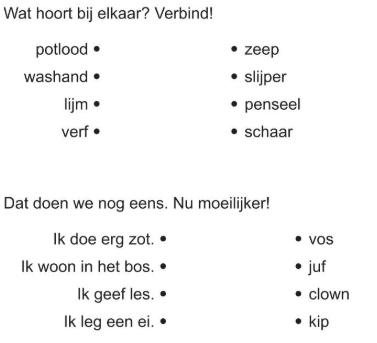 Wat hoort bij elkaar? Verbind!
potlood • • zeep
washand • • slijper
lijm • • penseel
verf • • schaar
Dat doen we nog eens. Nu moeilijker!
Ik doe erg zot. • • vos
Ik woon in het bos. • • juf
Ik geef les. • • clown
Ik leg een ei. • • kip